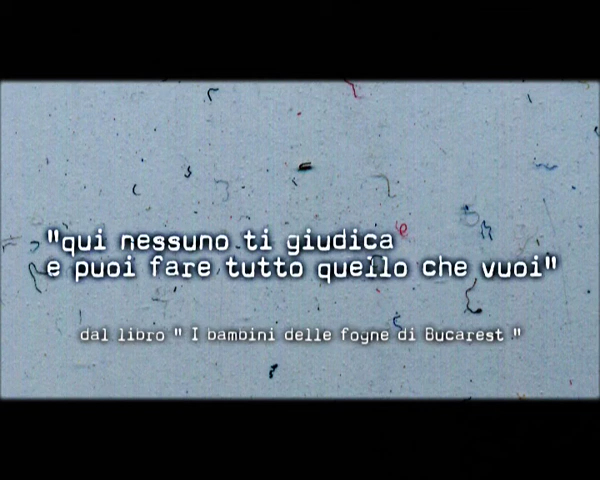 "qui nessuno ti giudica
e puoi fare tutto quello che vuoi"
dal libro " I bambini delle fogne di Bucarest "